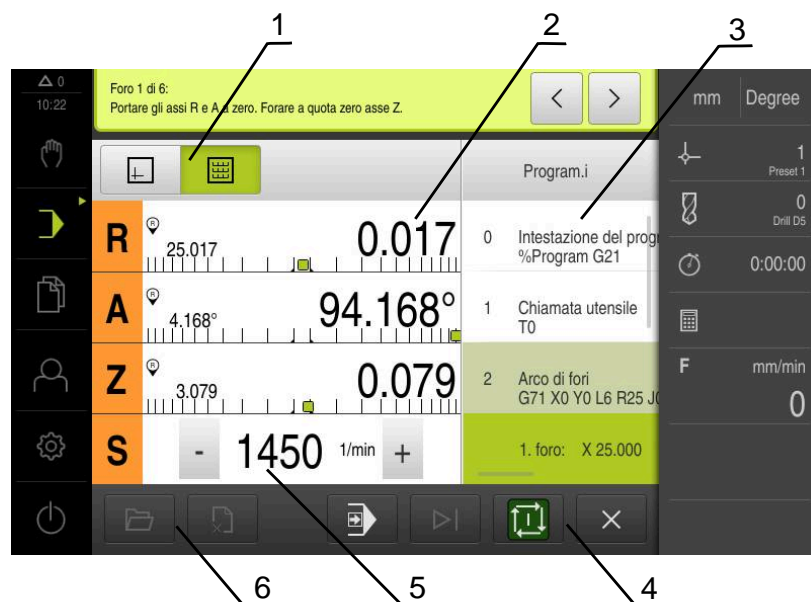 1
2
3
△ 0
10:22
Foro 1 di 6:
Portare gli assi R e A a zero. Forare a quota zero asse Z.
< >
mm Degree
Program.i
1
Preset 1
0
Drill D5
0:00:00
F mm/min
0
R R 25.017 0.017
A R 4.168° 94.168°
Z R 3.079 0.079
S - 1450 1/min +
0 Intestazione del progr
%Program G21
1 Chiamata utensile
T0
2 Arco di fori
G71 X0 Y0 L6 R25 J0
1. foro: X 25.000
6
5
4